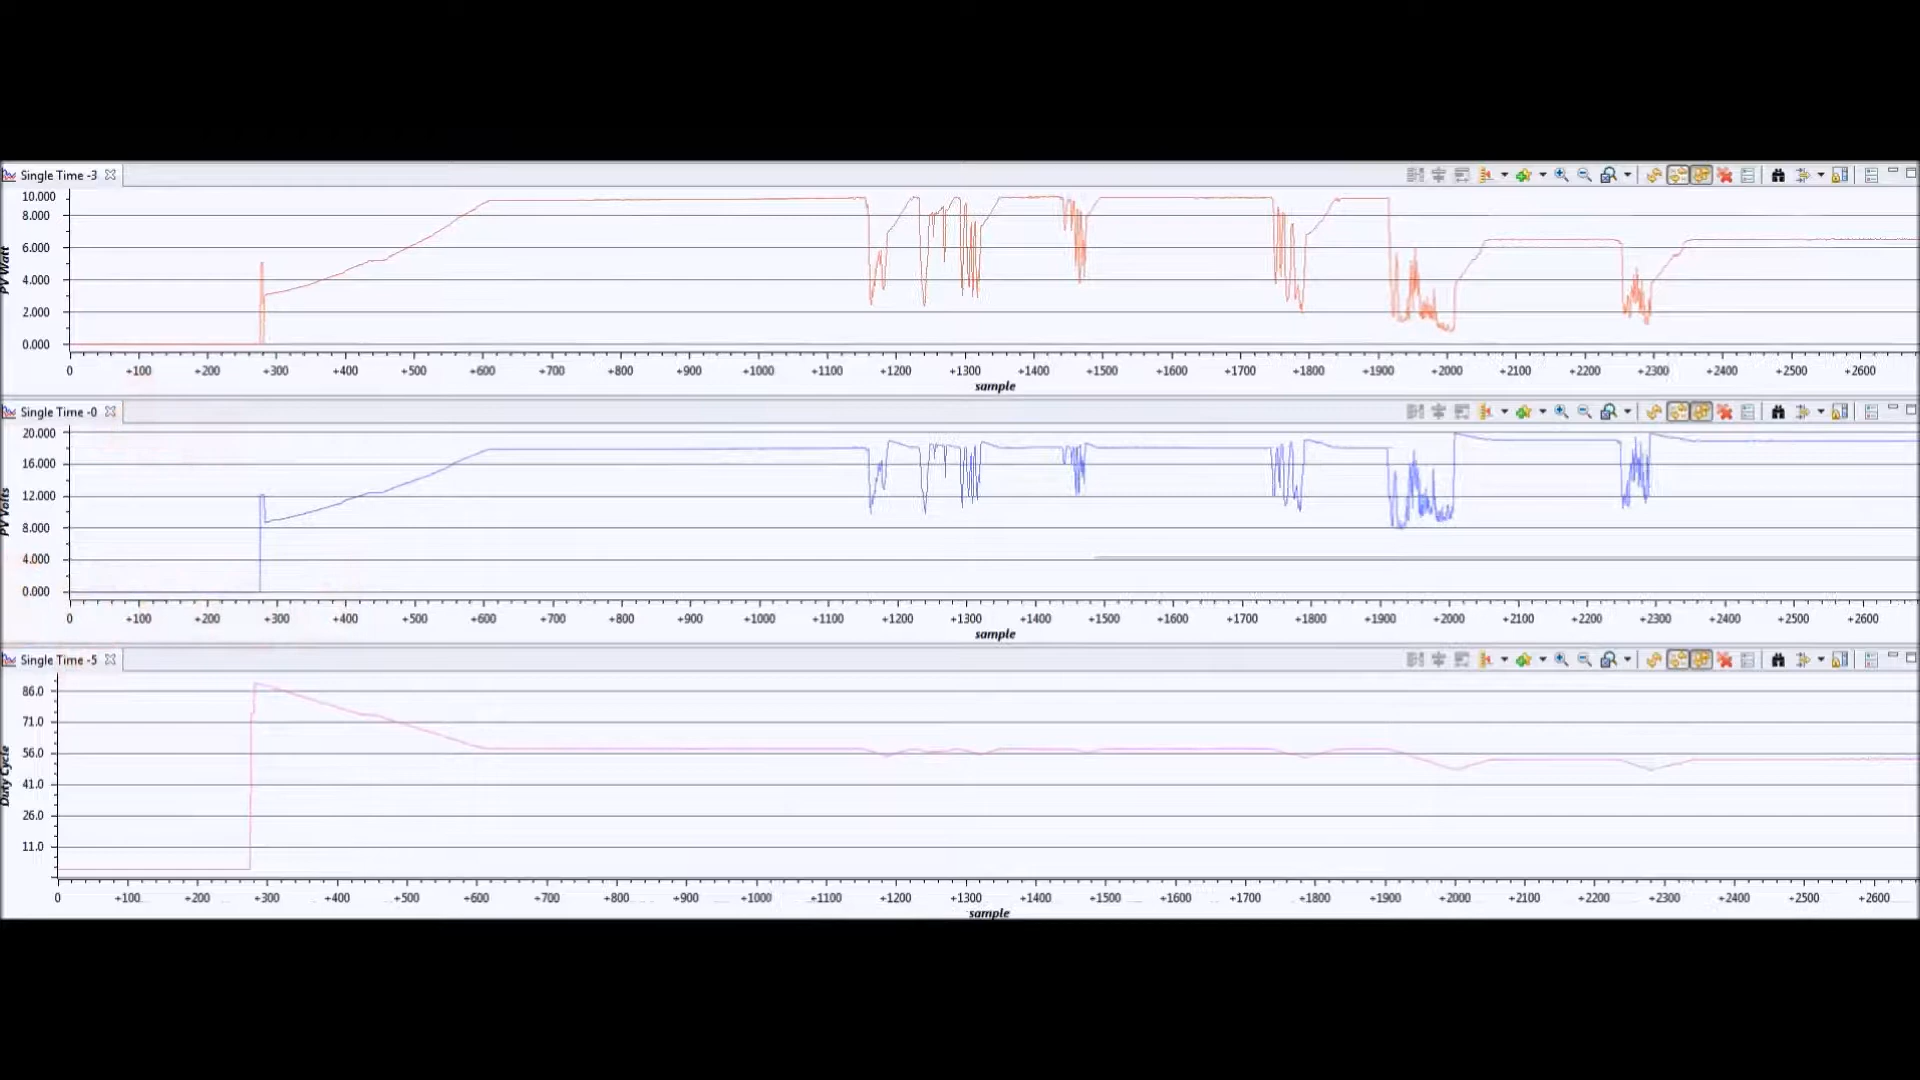 Single Time -3
10.000
8.000
6.000
4.000
2.000
0.000
PV Watt
0 +100 +200 +300 +400 +500 +600 +700 +800 +900 +1000 +1100 +1200 +1300 +1400 +1500 +1600 +1700 +1800 +1900 +2000 +2100 +2200 +2300 +2400 +2500 +2600
sample
Single Time -0
20.000
16.000
12.000
8.000
4.000
0.000
PV Volts
0 +100 +200 +300 +400 +500 +600 +700 +800 +900 +1000 +1100 +1200 +1300 +1400 +1500 +1600 +1700 +1800 +1900 +2000 +2100 +2200 +2300 +2400 +2500 +2600
sample
Single Time -5
86.0
71.0
56.0
41.0
26.0
11.0
Duty Cycle
0 +100 +200 +300 +400 +500 +600 +700 +800 +900 +1000 +1100 +1200 +1300 +1400 +1500 +1600 +1700 +1800 +1900 +2000 +2100 +2200 +2300 +2400 +2500 +2600
sample